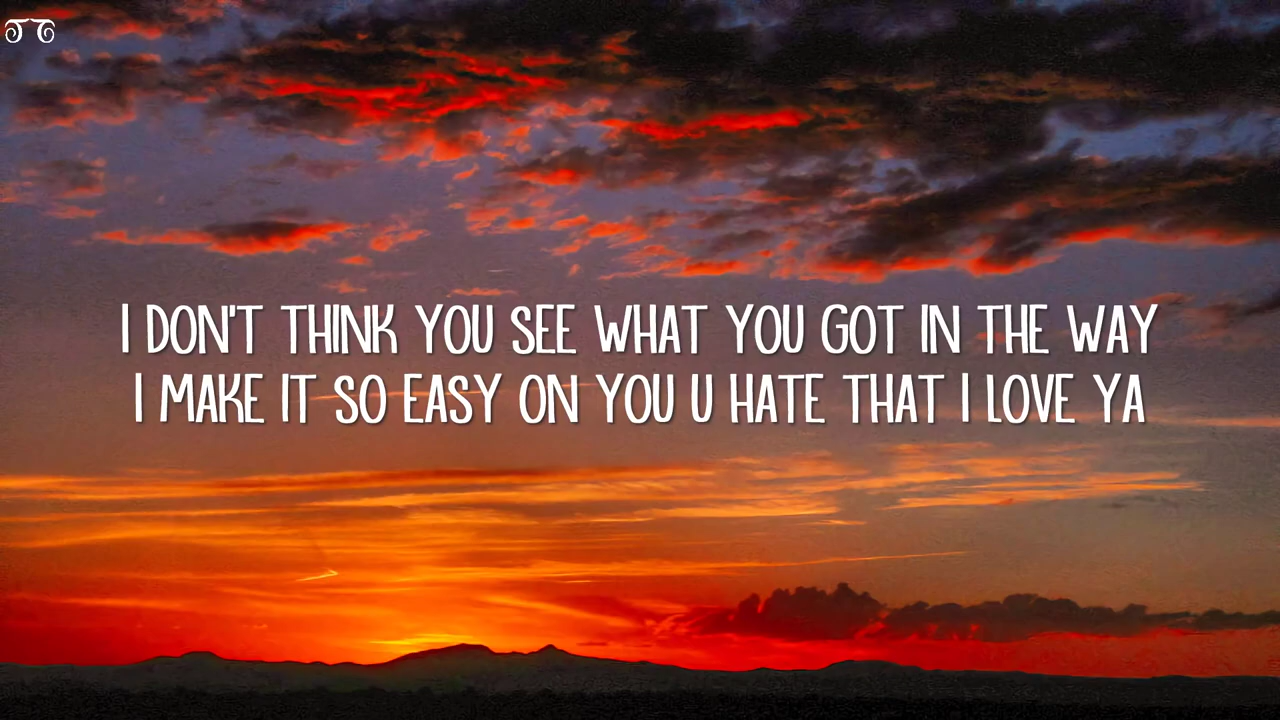 I DON'T THINK YOU SEE WHAT YOU GOT IN THE WAY
I MAKE IT SO EASY ON YOU U HATE THAT I LOVE YA